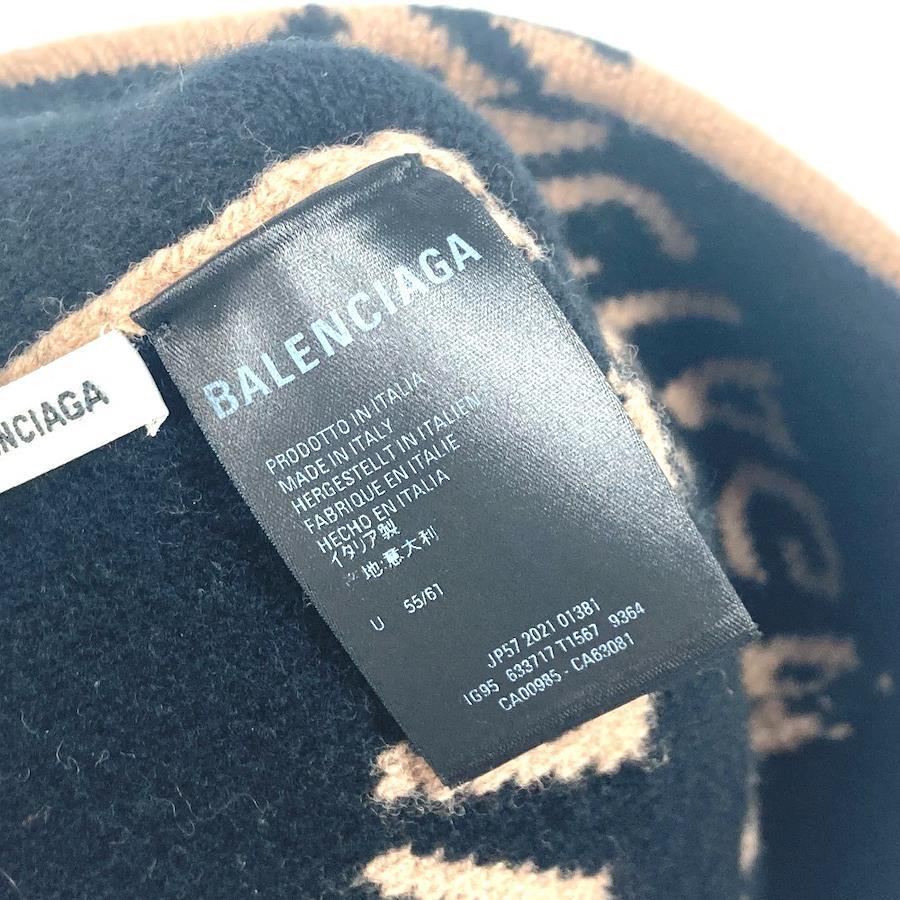 BALENCIAGA
PRODOTTO IN ITALIA
MADE IN ITALY
HERGESTELLT IN ITALIEN
FABRIQUE EN ITALIE
HECHO EN ITALIA
イタリア製
地:意大利
U 55/61
JP57 2021 01381
IG95 633717 T1567 9364
CA00985 - CA63081
NCIAGA